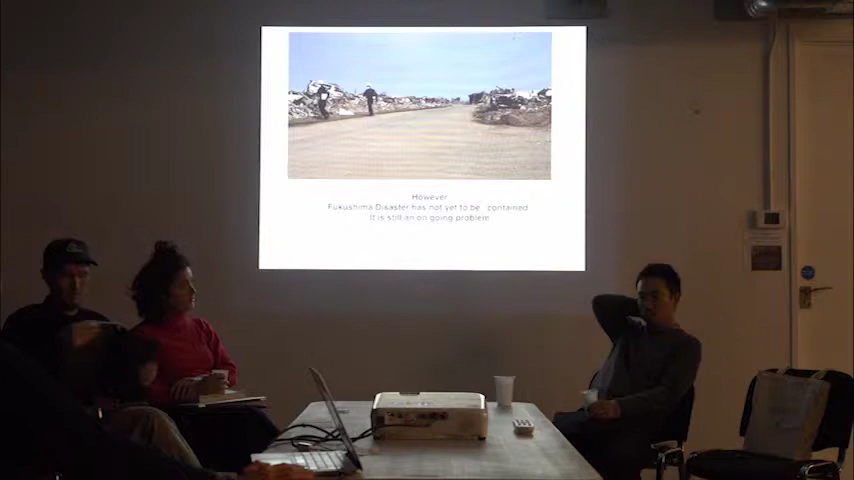 However
Fukushima Disaster has not yet to be contained
It is still an on going problem